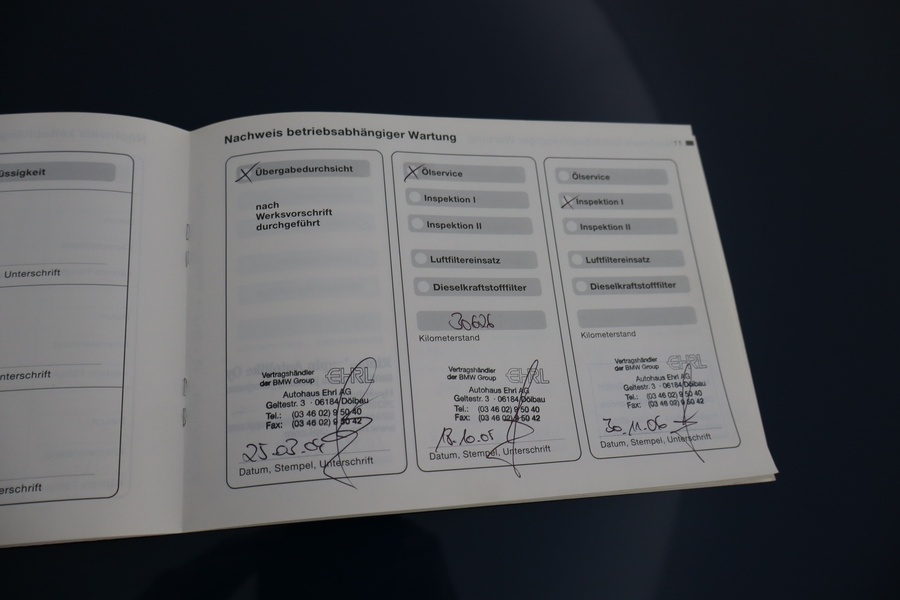 üssigkeit
Unterschrift
nterschrift
erschrift
Nachweis betriebsabhängiger Wartung
Übergabedurchsicht
nach
Werksvorschrift
durchgeführt
Vertragshändler
der BMW Group
EHRL
Autohaus Ehrl AG
Geltestr. 3 · 06184 Dölbau
Tel.: (03 46 02) 9 50 40
Fax: (03 46 02) 9 50 42
25.03.04
Datum, Stempel, Unterschrift
Ölservice
Inspektion I
Inspektion II
Luftfiltereinsatz
Dieselkraftstofffilter
30626
Kilometerstand
Vertragshändler
der BMW Group
EHRL
Autohaus Ehrl AG
Geltestr. 3 · 06184 Dölbau
Tel.: (03 46 02) 9 50 40
Fax: (03 46 02) 9 50 42
18.10.05
Datum, Stempel, Unterschrift
Ölservice
Inspektion I
Inspektion II
Luftfiltereinsatz
Dieselkraftstofffilter
Kilometerstand
Vertragshändler
der BMW Group
EHRL
Autohaus Ehrl AG
Geltestr. 3 · 06184 Dölbau
Tel.: (03 46 02) 9 50 40
Fax: (03 46 02) 9 50 42
30.11.06
Datum, Stempel, Unterschrift